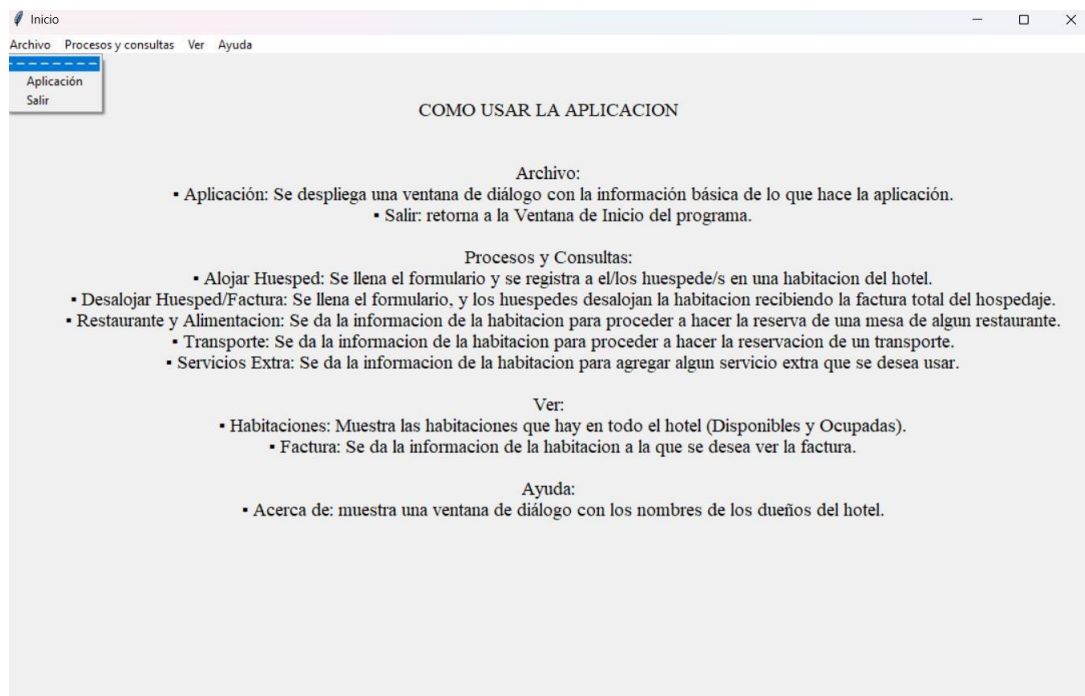 Inicio
Archivo Procesos y consultas Ver Ayuda
Aplicación
Salir
COMO USAR LA APLICACION
Archivo:
▪ Aplicación: Se despliega una ventana de diálogo con la información básica de lo que hace la aplicación.
▪ Salir: retorna a la Ventana de Inicio del programa.
Procesos y Consultas:
▪ Alojar Huesped: Se llena el formulario y se registra a el/los huespede/s en una habitacion del hotel.
▪ Desalojar Huesped/Factura: Se llena el formulario, y los huespedes desalojan la habitacion recibiendo la factura total del hospedaje.
▪ Restaurante y Alimentacion: Se da la informacion de la habitacion para proceder a hacer la reserva de una mesa de algun restaurante.
▪ Transporte: Se da la informacion de la habitacion para proceder a hacer la reservacion de un transporte.
▪ Servicios Extra: Se da la informacion de la habitacion para agregar algun servicio extra que se desea usar.
Ver:
▪ Habitaciones: Muestra las habitaciones que hay en todo el hotel (Disponibles y Ocupadas).
▪ Factura: Se da la informacion de la habitacion a la que se desea ver la factura.
Ayuda:
▪ Acerca de: muestra una ventana de diálogo con los nombres de los dueños del hotel.